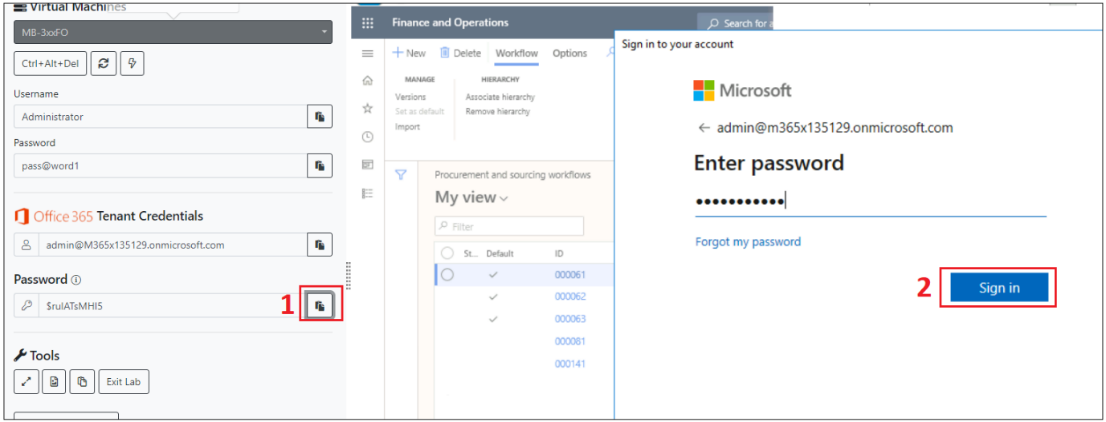 Virtual Machines
MB-3xxFO
Ctrl+Alt+Del
Username
Administrator
Password
pass@word1
Office 365 Tenant Credentials
admin@M365x135129.onmicrosoft.com
Password
1
Tools
Exit Lab
Finance and Operations
Search for a
New Delete Workflow Options
MANAGE HIERARCHY
Versions Associate hierarchy
Set as default Remove hierarchy
Import
Procurement and sourcing workflows
My view
Filter
St... Default ID
000061
000062
000063
000081
000141
Sign in to your account
Microsoft
admin@m365x135129.onmicrosoft.com
Enter password
•••••••••••
Forgot my password
2 Sign in